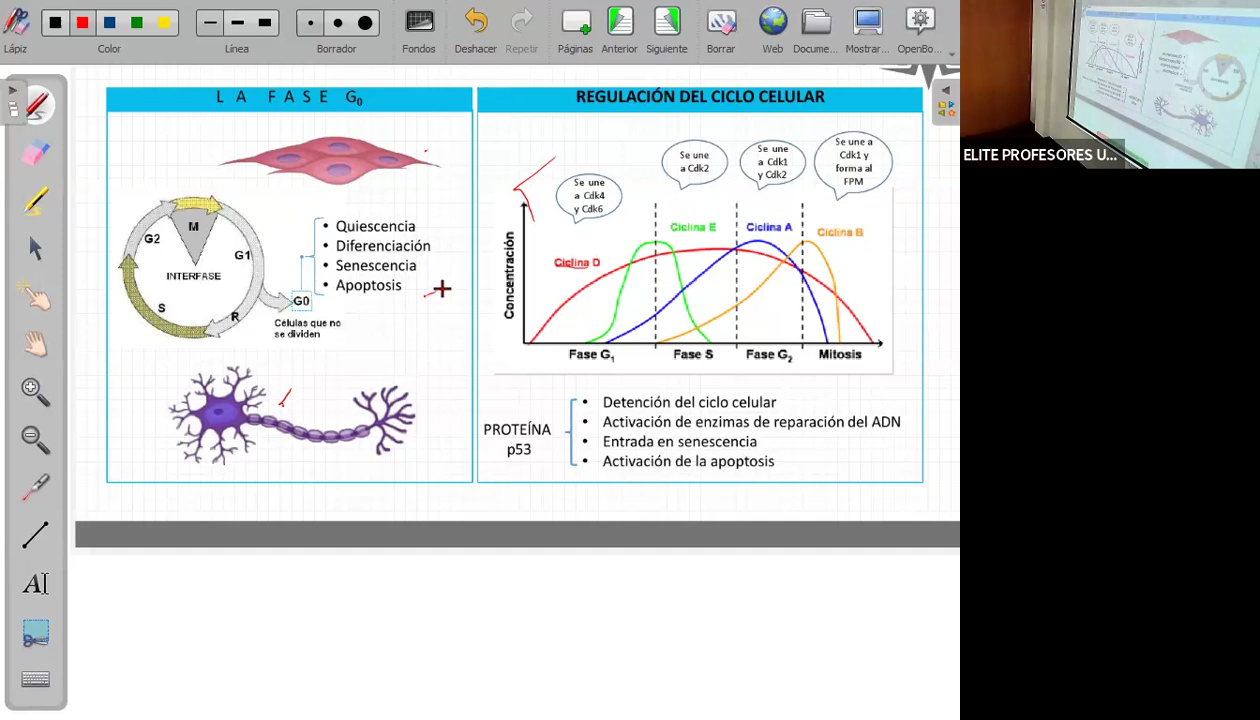 Lápiz
Color
Línea
Borrador
Fondos
Deshacer
Repetir
Páginas
Anterior
Siguiente
Borrar
Web
Docume...
Mostrar...
OpenBo...
LA FASE G₀
Quiescencia
Diferenciación
Senescencia
Apoptosis
M
G2
G1
INTERFASE
S
R
G0
Células que no
se dividen
REGULACIÓN DEL CICLO CELULAR
Se une
a Cdk4
y Cdk6
Se une
a Cdk2
Se une
a Cdk1
y Cdk2
Se une a
Cdk1 y
forma al
FPM
Concentración
Ciclina D
Ciclina E
Ciclina A
Ciclina B
Fase G₁
Fase S
Fase G₂
Mitosis
PROTEÍNA
p53
Detención del ciclo celular
Activación de enzimas de reparación del ADN
Entrada en senescencia
Activación de la apoptosis
A
ELITE PROFESORES U...